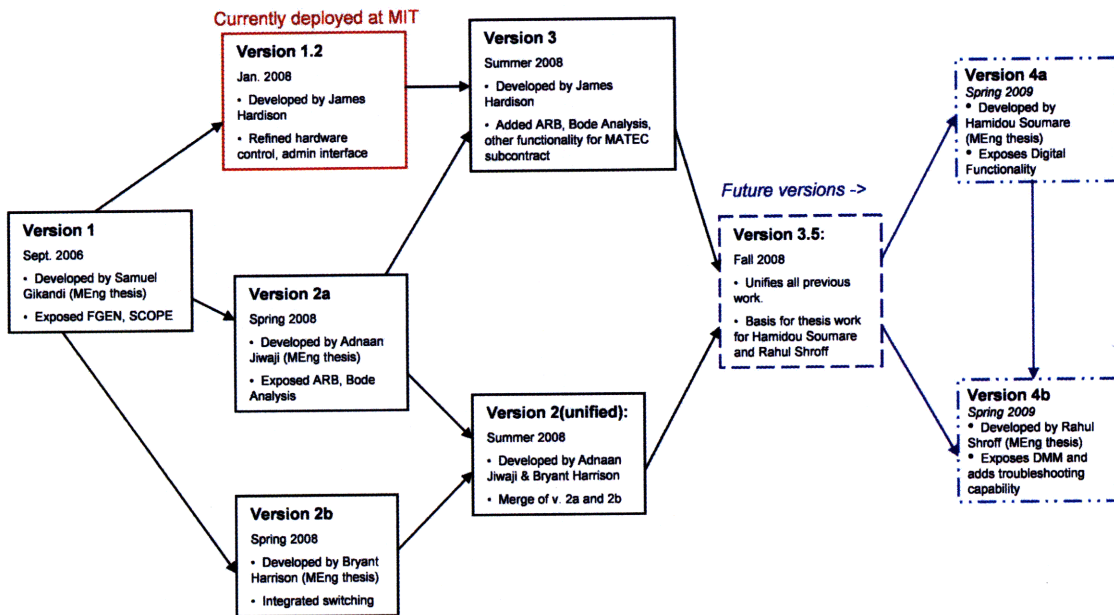 Currently deployed at MIT
Version 1.2
Jan. 2008
• Developed by James
Hardison
• Refined hardware
control, admin interface
Version 3
Summer 2008
• Developed by James
Hardison
• Added ARB, Bode Analysis,
other functionality for MATEC
subcontract
Version 4a
Spring 2009
• Developed by
Hamidou Soumare
(MEng thesis)
• Exposes Digital
Functionality
Future versions ->
Version 1
Sept. 2006
• Developed by Samuel
Gikandi (MEng thesis)
• Exposed FGEN, SCOPE
Version 2a
Spring 2008
• Developed by Adnaan
Jiwaji (MEng thesis)
• Exposed ARB, Bode
Analysis
Version 3.5:
Fall 2008
• Unifies all previous
work.
• Basis for thesis work
for Hamidou Soumare
and Rahul Shroff
Version 2(unified):
Summer 2008
• Developed by Adnaan
Jiwaji & Bryant Harrison
• Merge of v. 2a and 2b
Version 4b
Spring 2009
• Developed by Rahul
Shroff (MEng thesis)
• Exposes DMM and
adds troubleshooting
capability
Version 2b
Spring 2008
• Developed by Bryant
Harrison (MEng thesis)
• Integrated switching